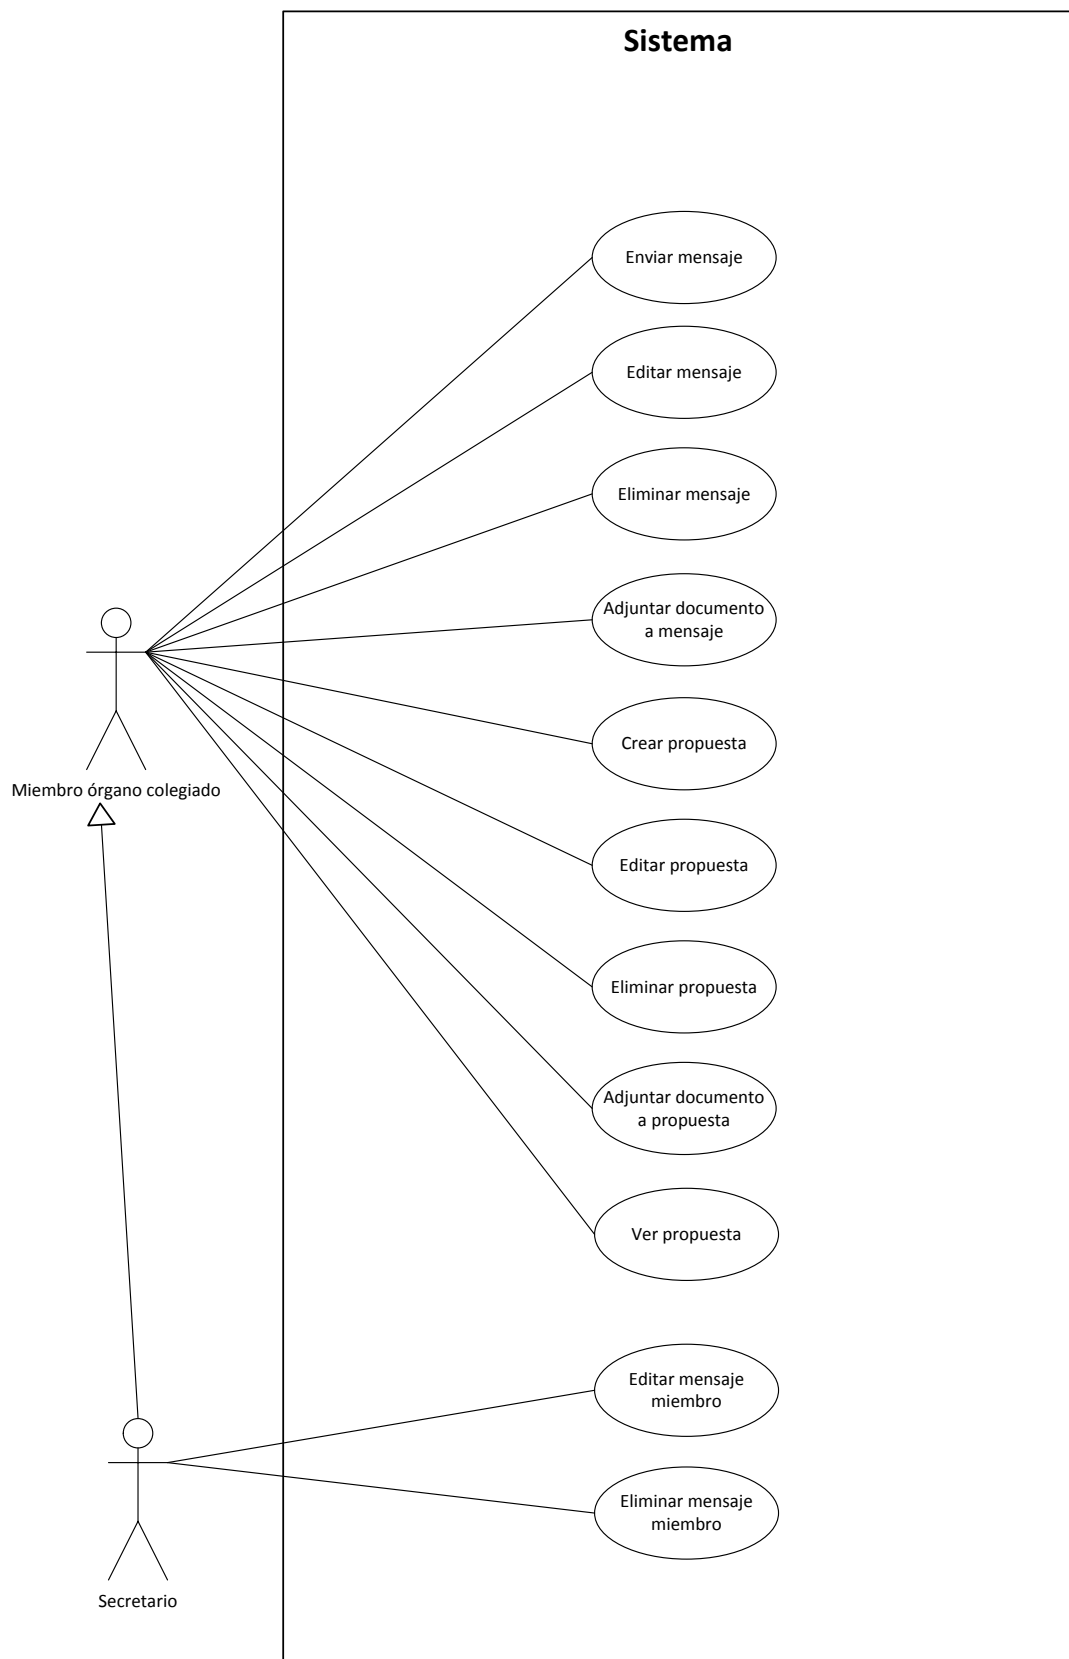 Sistema
Enviar mensaje
Editar mensaje
Eliminar mensaje
Adjuntar documento
a mensaje
Crear propuesta
Miembro órgano colegiado
Editar propuesta
Eliminar propuesta
Adjuntar documento
a propuesta
Ver propuesta
Editar mensaje
miembro
Eliminar mensaje
miembro
Secretario